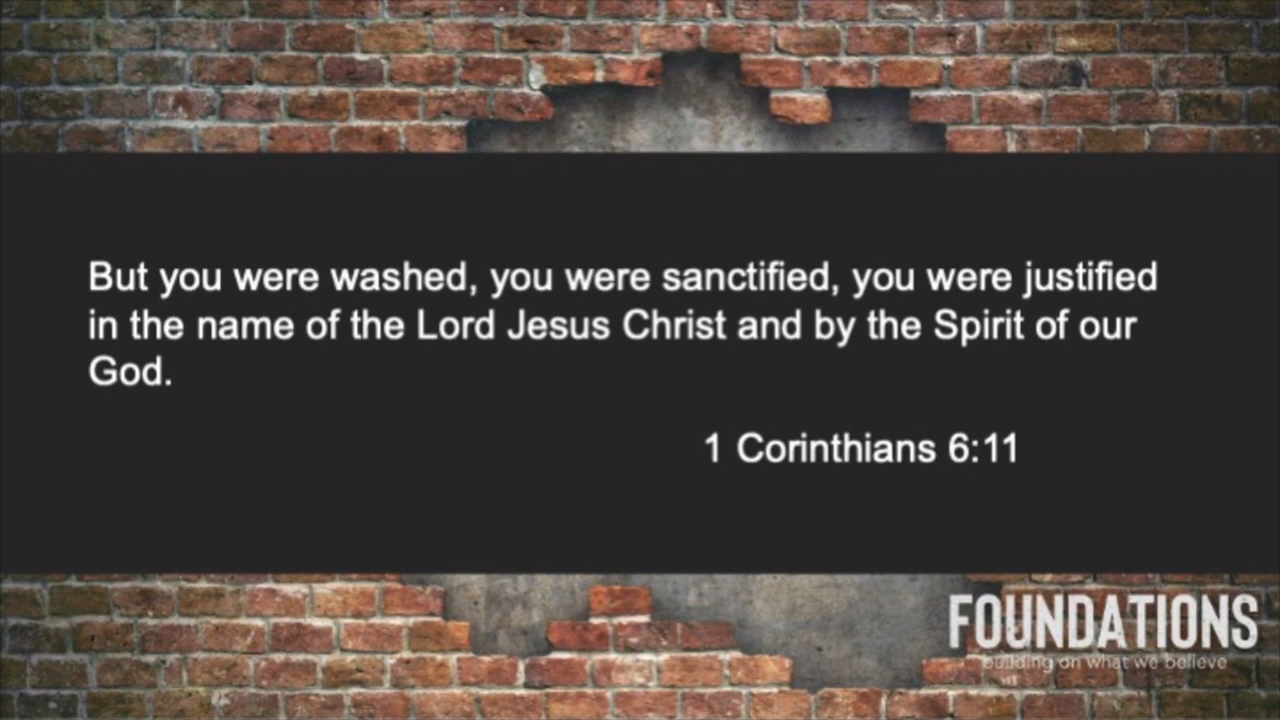 But you were washed, you were sanctified, you were justified
in the name of the Lord Jesus Christ and by the Spirit of our
God.
1 Corinthians 6:11
FOUNDATIONS
building on what we believe